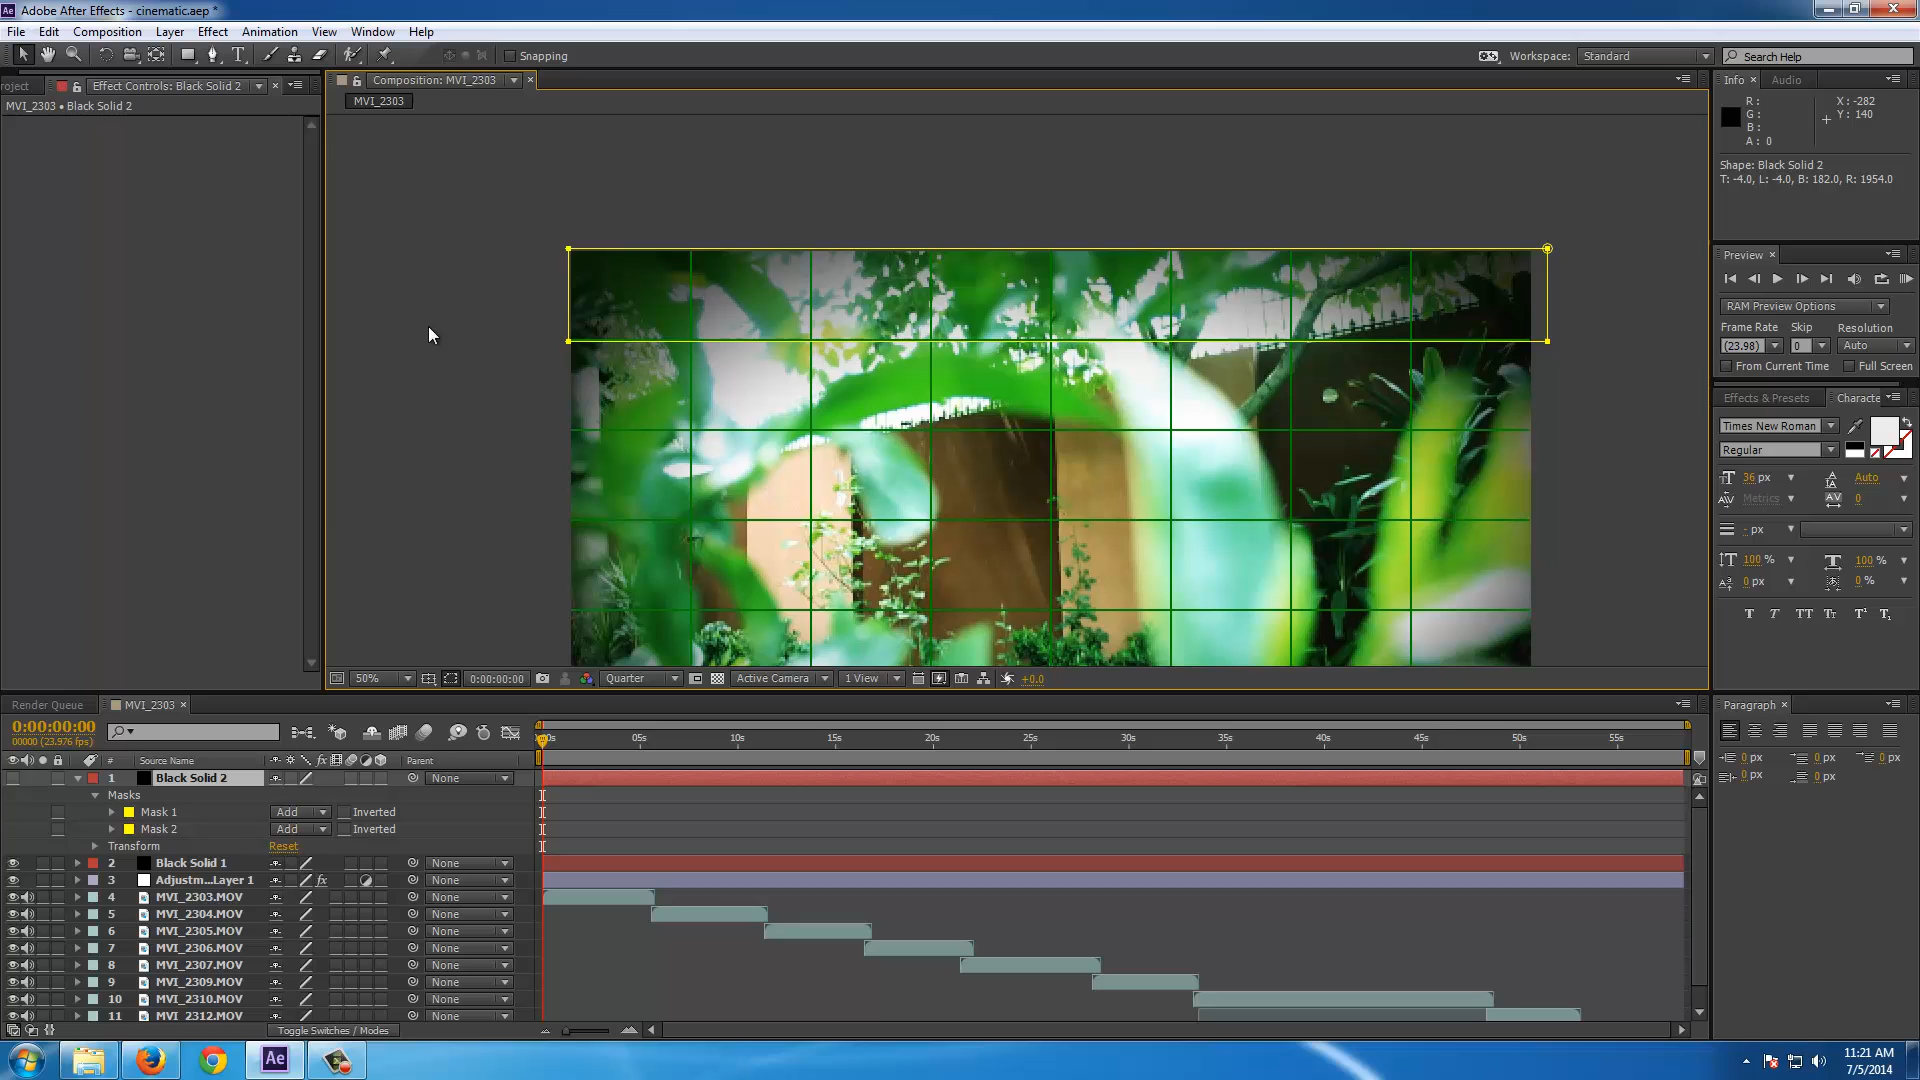 Adobe After Effects - cinematic.aep *
File Edit Composition Layer Effect Animation View Window Help
Snapping
Workspace: Standard
Search Help
roject
Effect Controls: Black Solid 2
MVI_2303 • Black Solid 2
Composition: MVI_2303
MVI_2303
Info Audio
R:
G:
B:
A: 0
X: -282
Y: 140
Shape: Black Solid 2
T: -4.0, L: -4.0, B: 182.0, R: 1954.0
Preview
RAM Preview Options
Frame Rate Skip Resolution
(23.98) 0 Auto
From Current Time Full Screen
Effects & Presets Characte
Times New Roman
Regular
36 px Auto
Metrics 0
- px
100 % 100 %
0 px 0 %
50% 0:00:00:00 Quarter Active Camera 1 View +0.0
Render Queue MVI_2303
0:00:00:00
00000 (23.976 fps)
05s 10s 15s 20s 25s 30s 35s 40s 45s 50s 55s
# Source Name Parent
1 Black Solid 2 None
Masks
Mask 1 Add Inverted
Mask 2 Add Inverted
Transform Reset
2 Black Solid 1 None
3 Adjustm...Layer 1 fx None
4 MVI_2303.MOV None
5 MVI_2304.MOV None
6 MVI_2305.MOV None
7 MVI_2306.MOV None
8 MVI_2307.MOV None
9 MVI_2309.MOV None
10 MVI_2310.MOV None
11 MVI_2312.MOV None
Toggle Switches / Modes
Paragraph
0 px 0 px 0 px
0 px 0 px
Ae
11:21 AM
7/5/2014